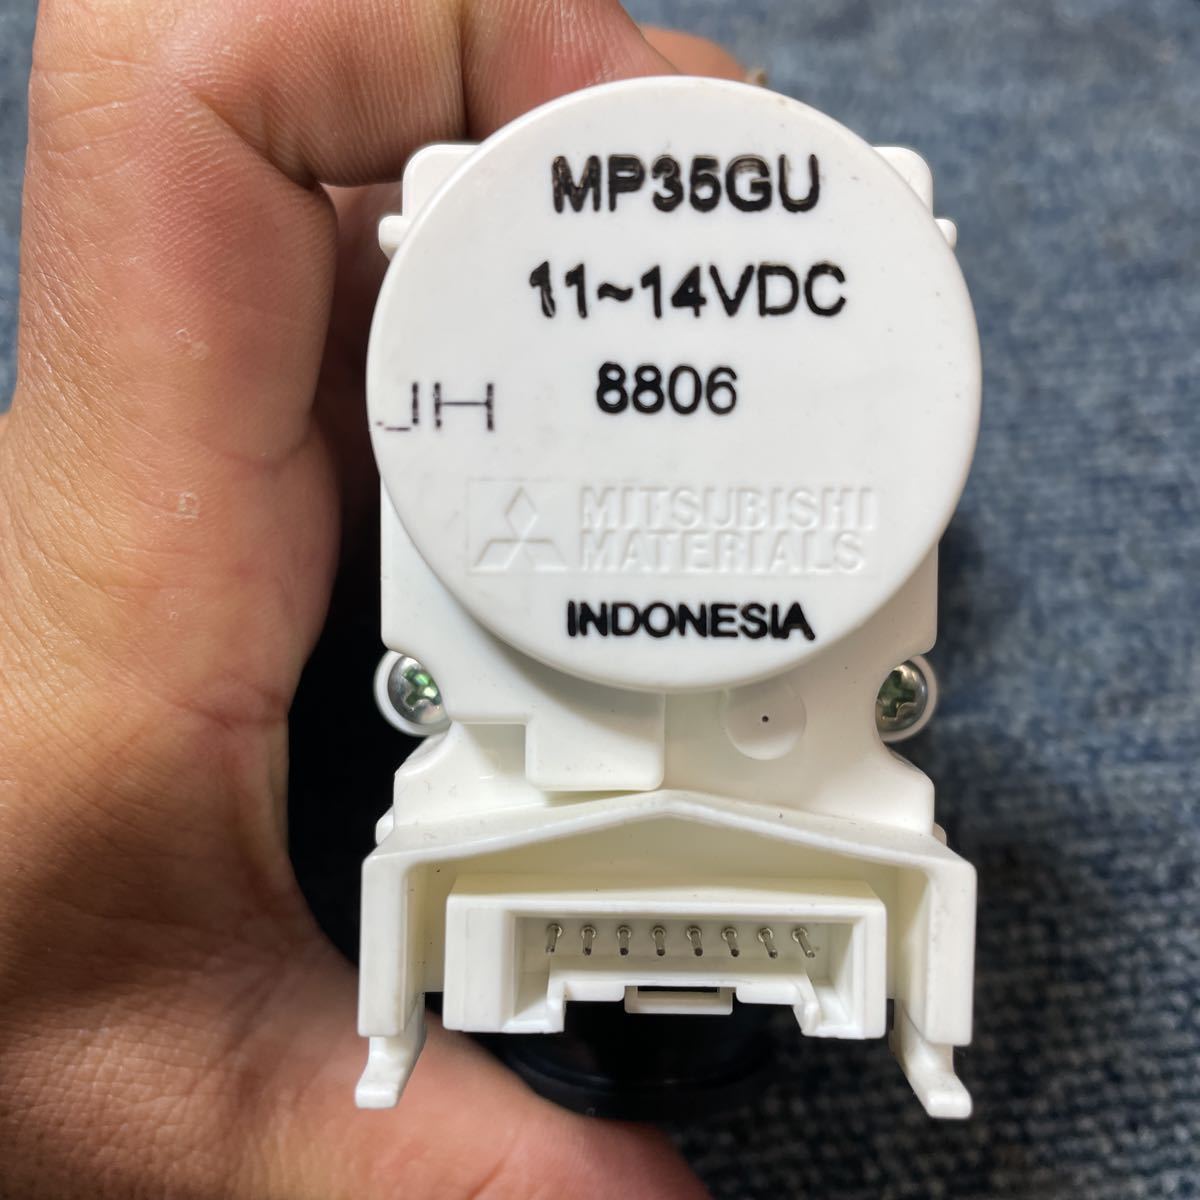 MP35GU
11~14VDC
8806
JH
MITSUBISHI
MATERIALS
INDONESIA